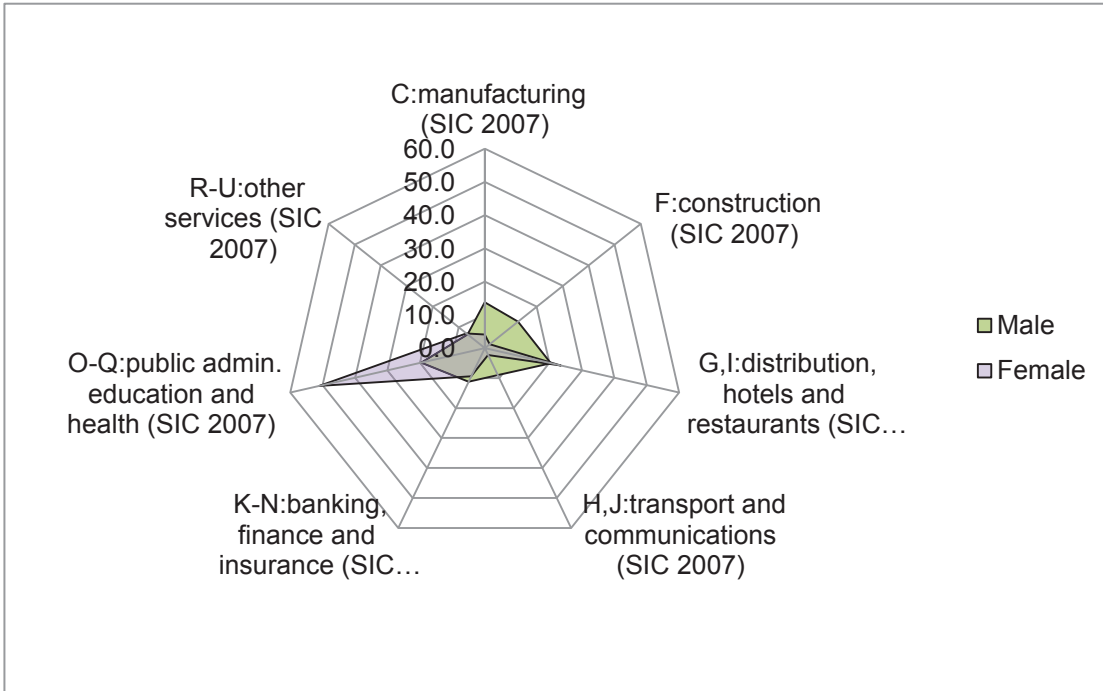 C:manufacturing
(SIC 2007)
60.0
50.0
40.0
30.0
20.0
10.0
0.0
F:construction
(SIC 2007)
G,I:distribution,
hotels and
restaurants (SIC…
H,J:transport and
communications
(SIC 2007)
K-N:banking,
finance and
insurance (SIC…
O-Q:public admin.
education and
health (SIC 2007)
R-U:other
services (SIC
2007)
Male
Female